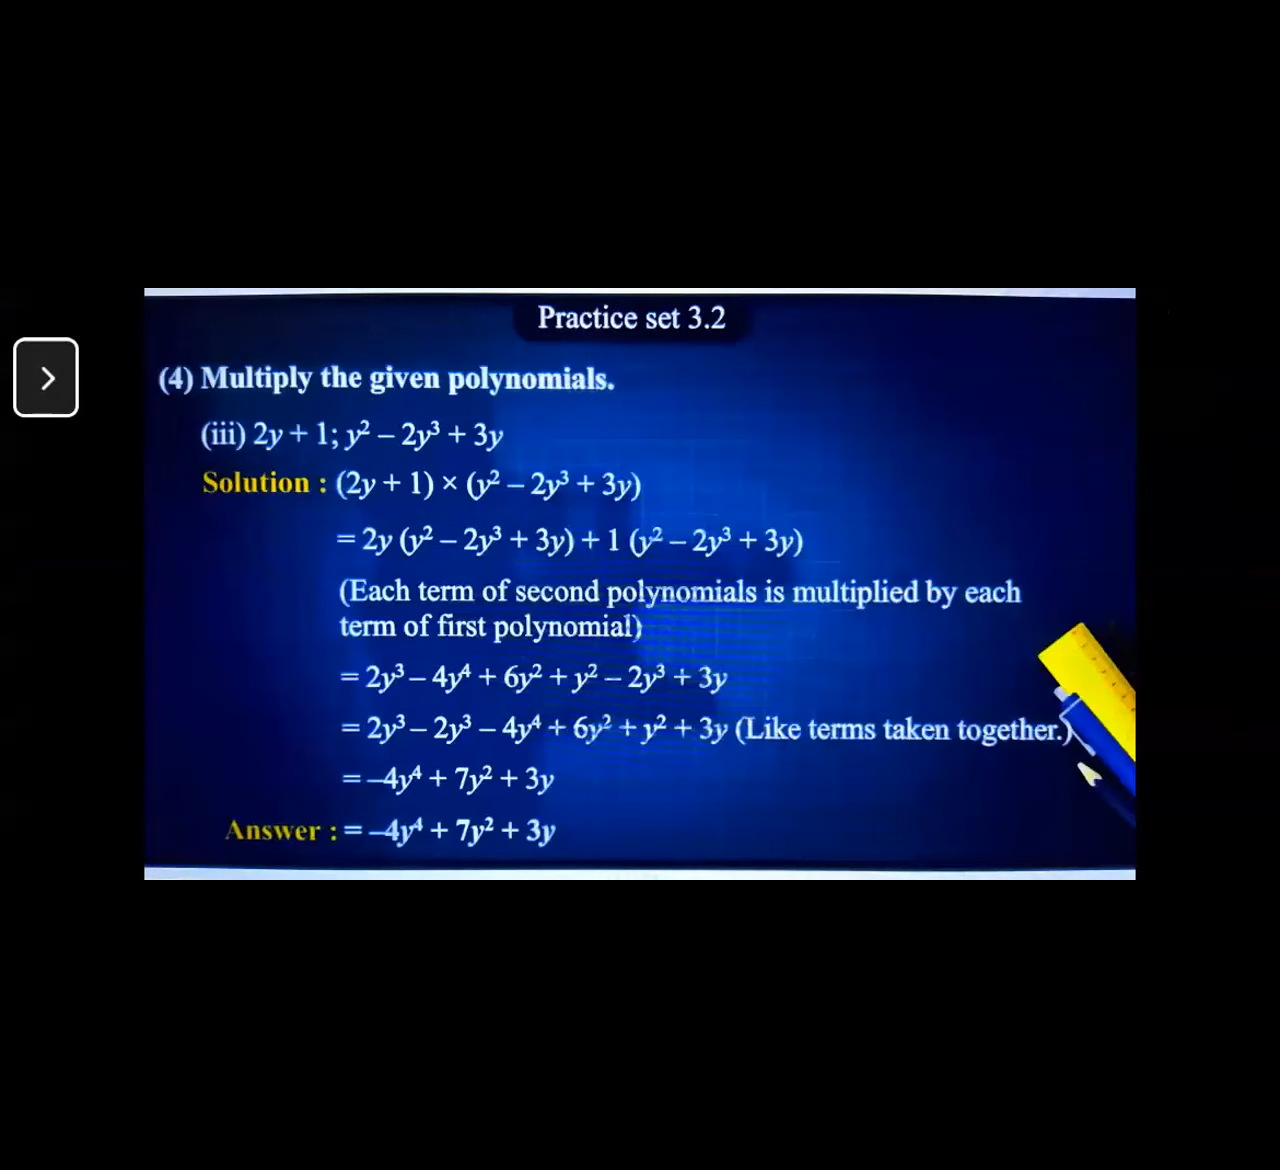 Practice set 3.2
(4) Multiply the given polynomials.
(iii) 2y + 1; y² – 2y³ + 3y
Solution : (2y + 1) × (y² – 2y³ + 3y)
= 2y (y² – 2y³ + 3y) + 1 (y² – 2y³ + 3y)
(Each term of second polynomials is multiplied by each
term of first polynomial)
= 2y³ – 4y⁴ + 6y² + y² – 2y³ + 3y
= 2y³ – 2y³ – 4y⁴ + 6y² + y² + 3y (Like terms taken together.)
= –4y⁴ + 7y² + 3y
Answer : = –4y⁴ + 7y² + 3y